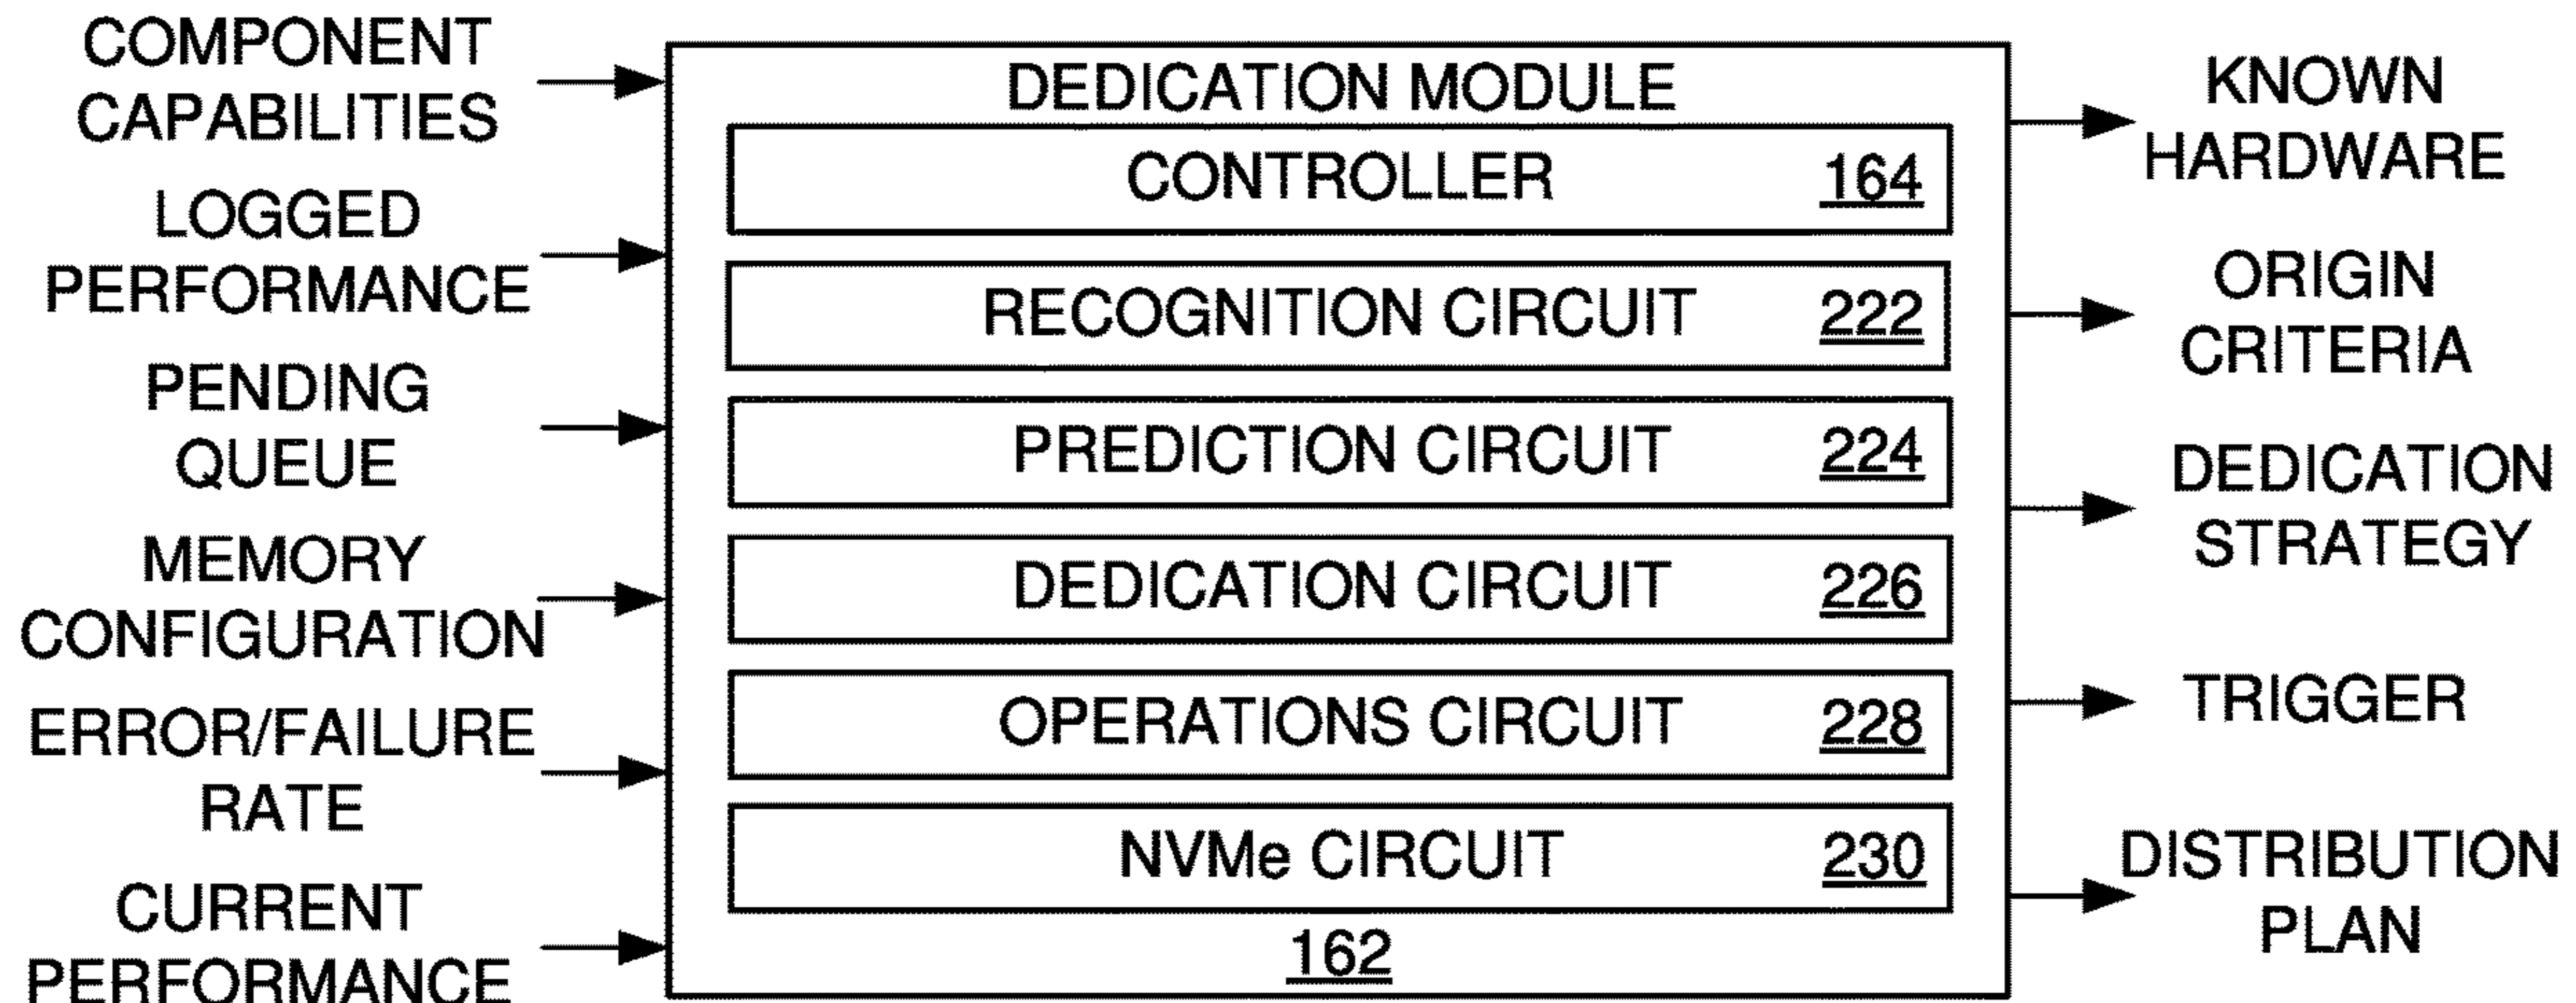 COMPONENT
CAPABILITIES
LOGGED
PERFORMANCE
PENDING
QUEUE
MEMORY
CONFIGURATION
ERROR/FAILURE
RATE
CURRENT
PERFORMANCE
DEDICATION MODULE
CONTROLLER 164
RECOGNITION CIRCUIT 222
PREDICTION CIRCUIT 224
DEDICATION CIRCUIT 226
OPERATIONS CIRCUIT 228
NVMe CIRCUIT 230
162
KNOWN
HARDWARE
ORIGIN
CRITERIA
DEDICATION
STRATEGY
TRIGGER
DISTRIBUTION
PLAN